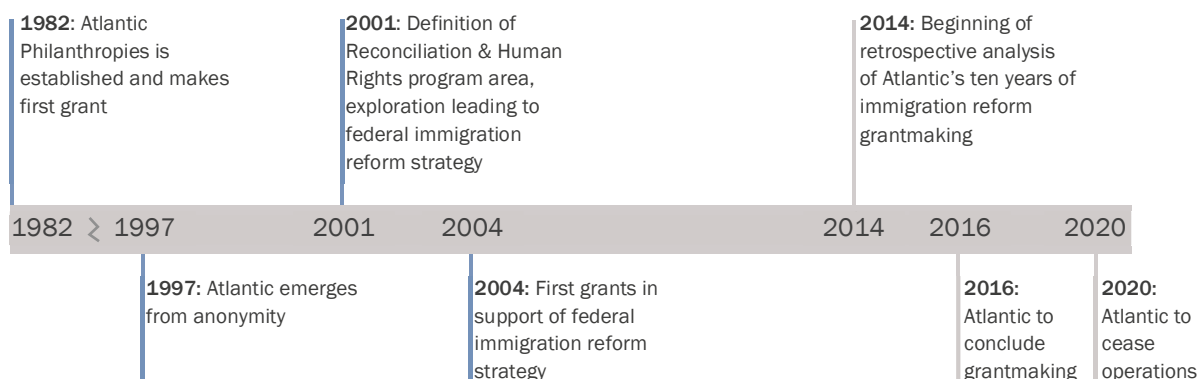 1982: Atlantic
Philanthropies is
established and makes
first grant
2001: Definition of
Reconciliation & Human
Rights program area,
exploration leading to
federal immigration
reform strategy
2014: Beginning of
retrospective analysis
of Atlantic's ten years of
immigration reform
grantmaking
1982 1997 2001 2004 2014 2016 2020
1997: Atlantic emerges
from anonymity
2004: First grants in
support of federal
immigration reform
strategy
2016:
Atlantic to
conclude
grantmaking
2020:
Atlantic to
cease
operations